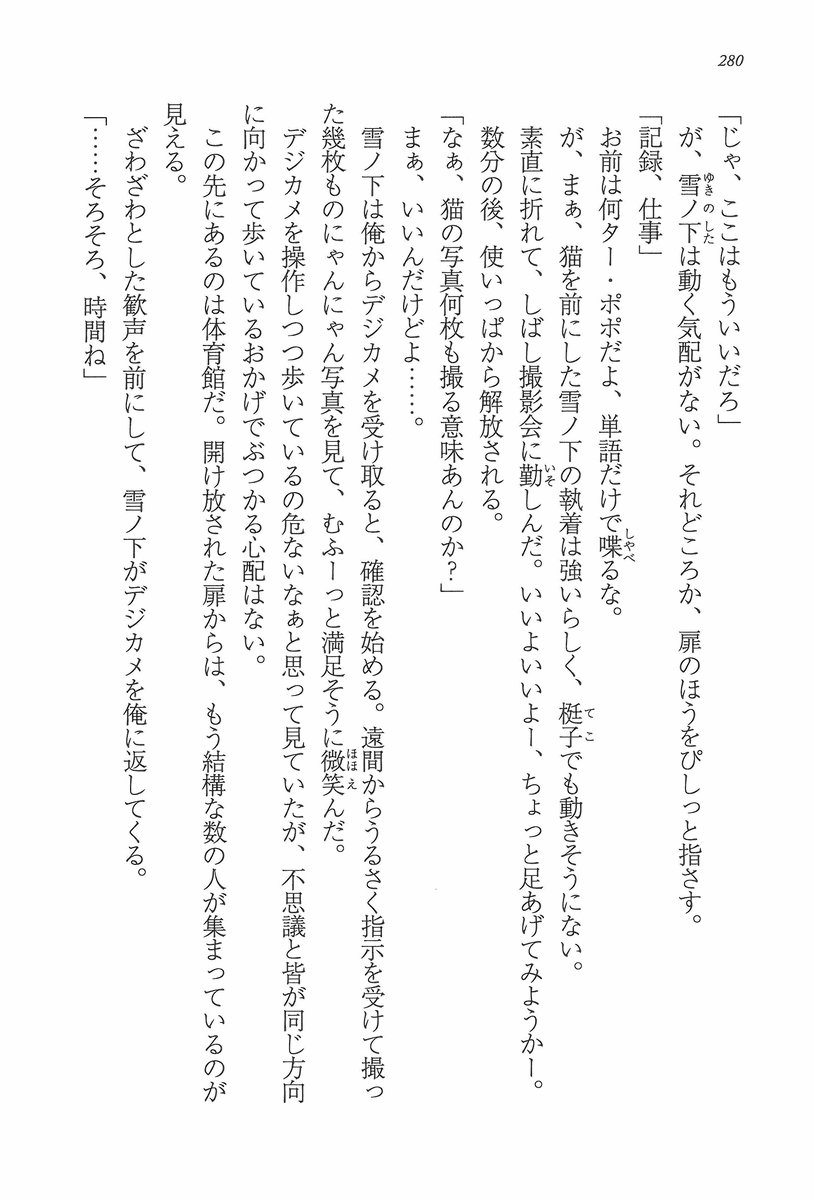 280
「じゃ、ここはもういいだろ」
が、雪ノ下は動く気配がない。それどころか、扉のほうをぴしっと指さす。
「記録、仕事」
お前は何ター・ポポだよ、単語だけで喋るな。
が、まぁ、猫を前にした雪ノ下の執着は強いらしく、梃子でも動きそうにない。
素直に折れて、しばし撮影会に勤しんだ。いいよいいよー、ちょっと足あげてみようかー。
数分の後、使いっぱから解放される。
「なぁ、猫の写真何枚も撮る意味あんのか？」
まぁ、いいんだけどよ……。
雪ノ下は俺からデジカメを受け取ると、確認を始める。遠間からうるさく指示を受けて撮っ
た幾枚ものにゃんにゃん写真を見て、むふーっと満足そうに微笑んだ。
デジカメを操作しつつ歩いているの危ないなぁと思って見ていたが、不思議と皆が同じ方向
に向かって歩いているおかげでぶつかる心配はない。
この先にあるのは体育館だ。開け放された扉からは、もう結構な数の人が集まっているのが
見える。
ざわざわとした歓声を前にして、雪ノ下がデジカメを俺に返してくる。
「……そろそろ、時間ね」